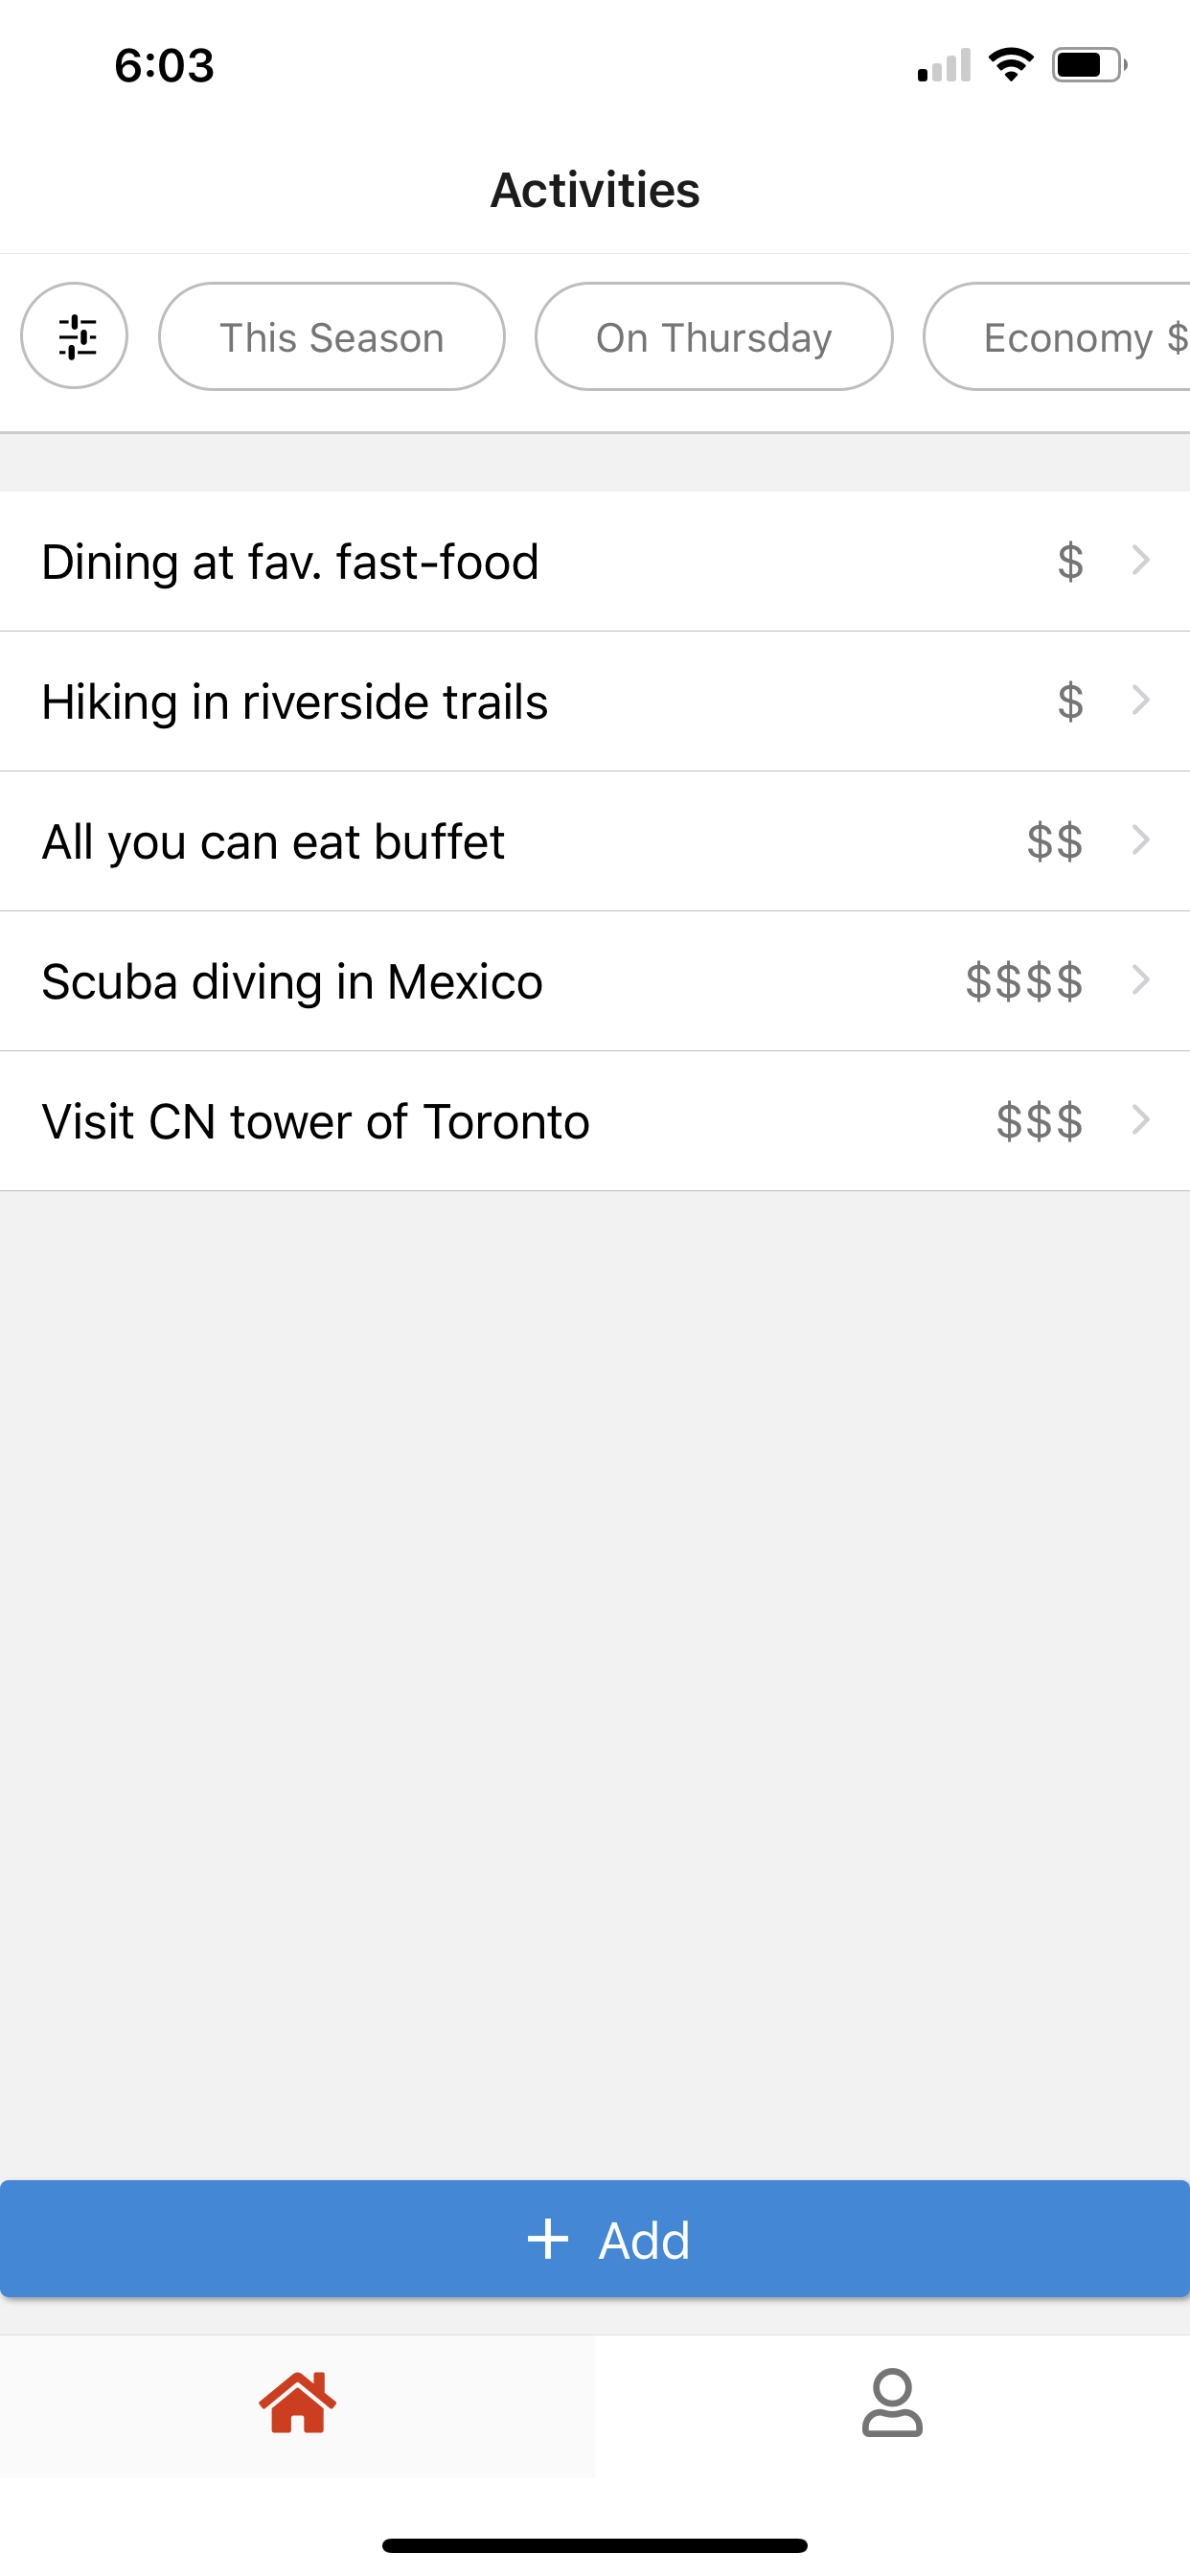 6:03
Activities
This Season
On Thursday
Economy $
Dining at fav. fast-food $
Hiking in riverside trails $
All you can eat buffet $$
Scuba diving in Mexico $$$$
Visit CN tower of Toronto $$$
+ Add